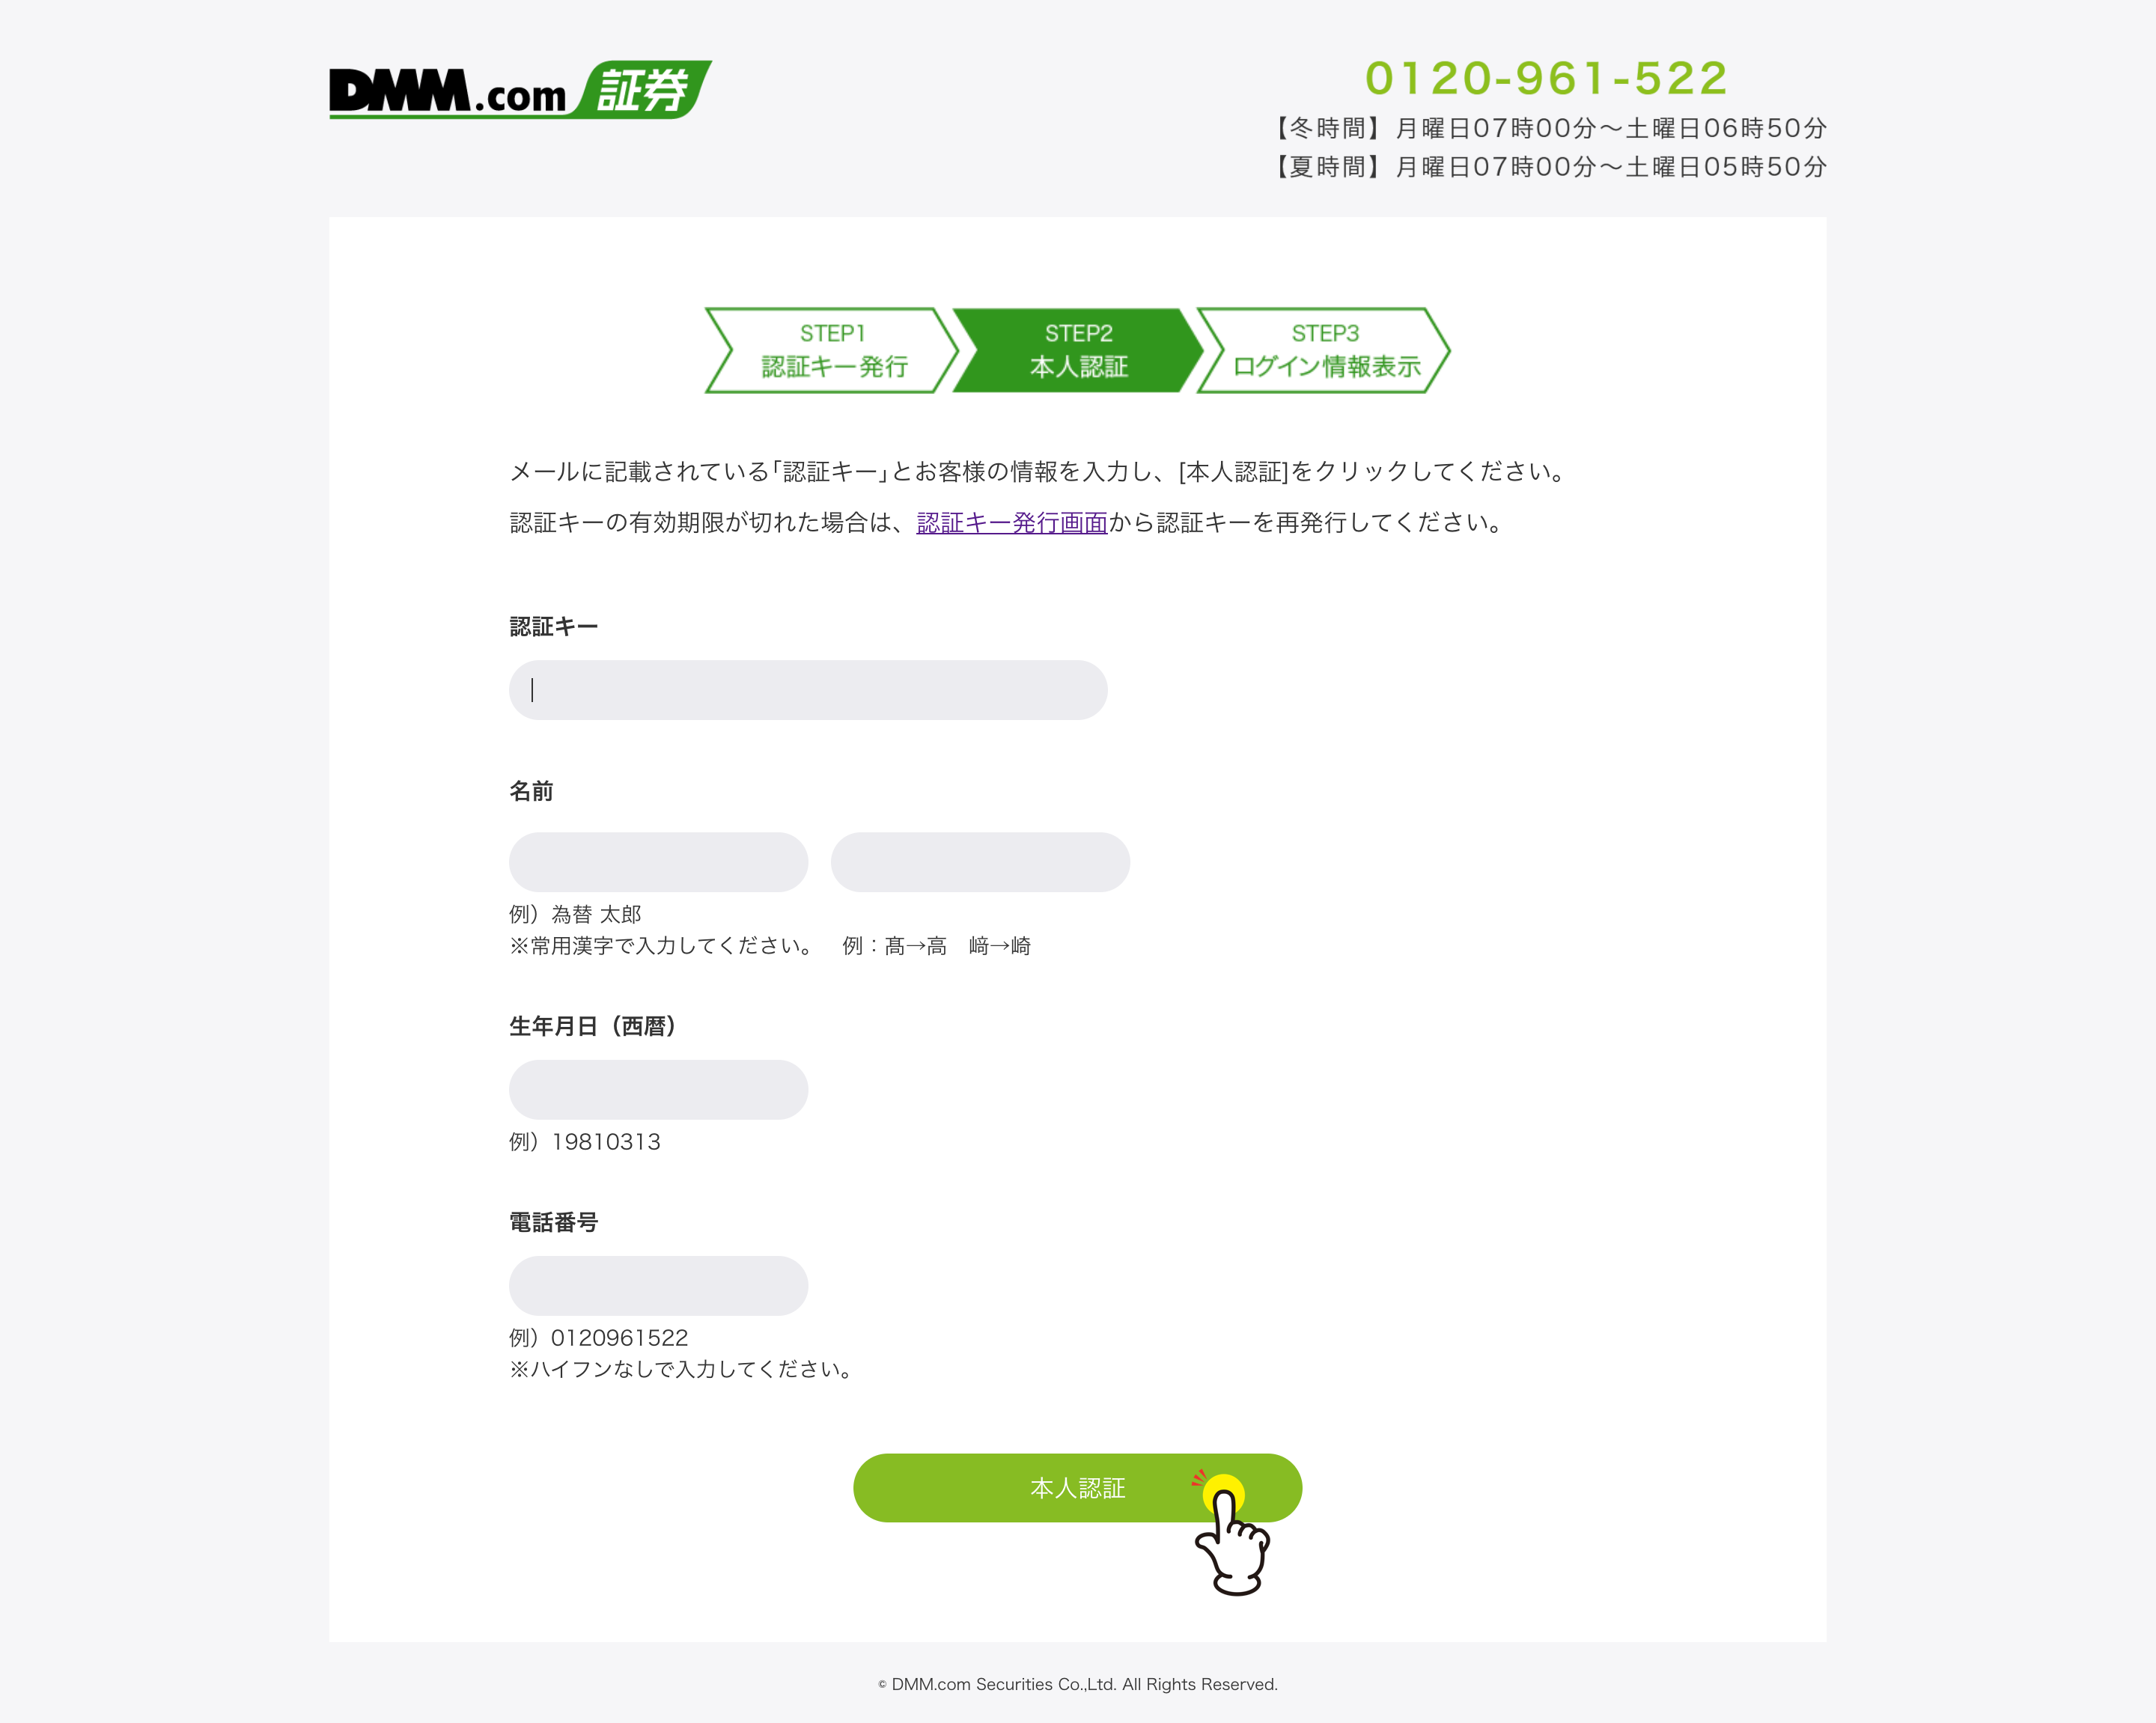 DMM.com 証券
0120-961-522
【冬時間】月曜日07時00分～土曜日06時50分
【夏時間】月曜日07時00分～土曜日05時50分
STEP1
認証キー発行
STEP2
本人認証
STEP3
ログイン情報表示
メールに記載されている「認証キー」とお客様の情報を入力し、[本人認証]をクリックしてください。
認証キーの有効期限が切れた場合は、認証キー発行画面から認証キーを再発行してください。
認証キー
名前
例）為替 太郎
※常用漢字で入力してください。　例：髙→高　﨑→崎
生年月日（西暦）
例）19810313
電話番号
例）0120961522
※ハイフンなしで入力してください。
本人認証
© DMM.com Securities Co.,Ltd. All Rights Reserved.